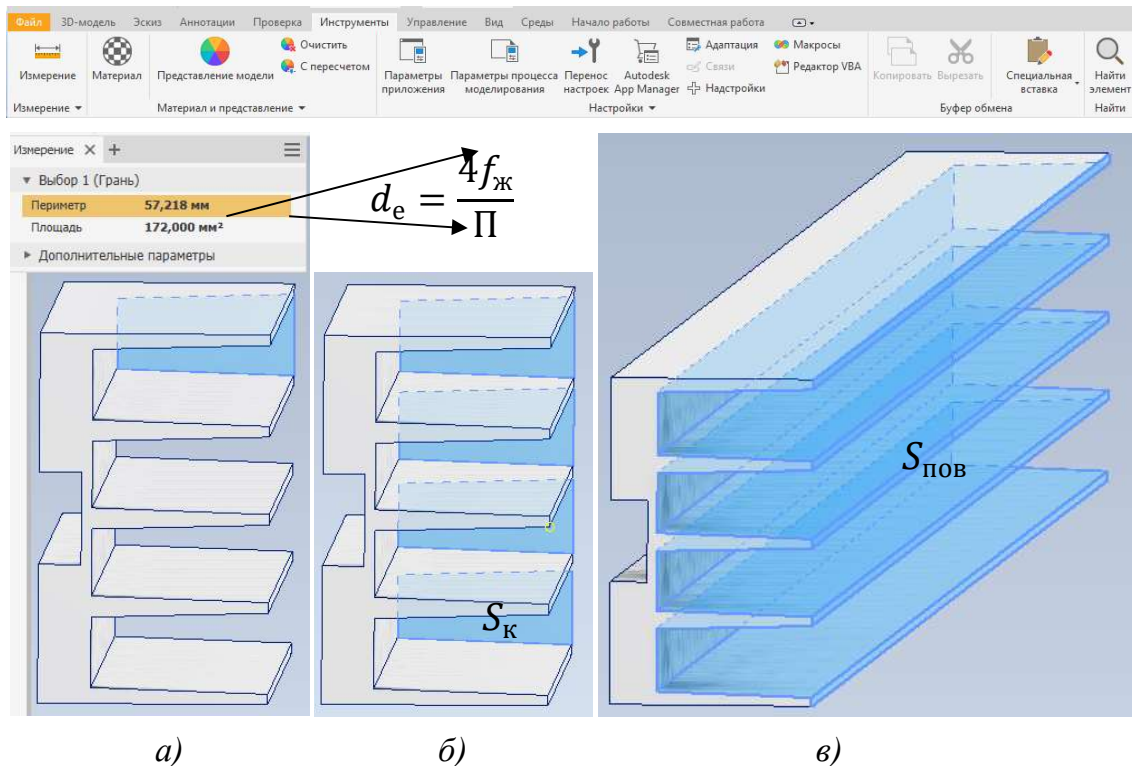 Файл 3D-модель Эскиз Аннотации Проверка Инструменты Управление Вид Среды Начало работы Совместная работа
Измерение
Материал
Представление модели
Очистить
С пересчетом
Параметры
приложения
Параметры процесса
моделирования
Перенос
настроек
Autodesk
App Manager
Адаптация
Связи
Надстройки
Макросы
Редактор VBA
Копировать
Вырезать
Специальная
вставка
Найти
элемент
Измерение Материал и представление Настройки Буфер обмена Найти
Измерение × +
Выбор 1 (Грань)
Периметр 57,218 мм
Площадь 172,000 мм²
Дополнительные параметры
dₑ = 4fж / П
Sк
Sпов
а) б) в)